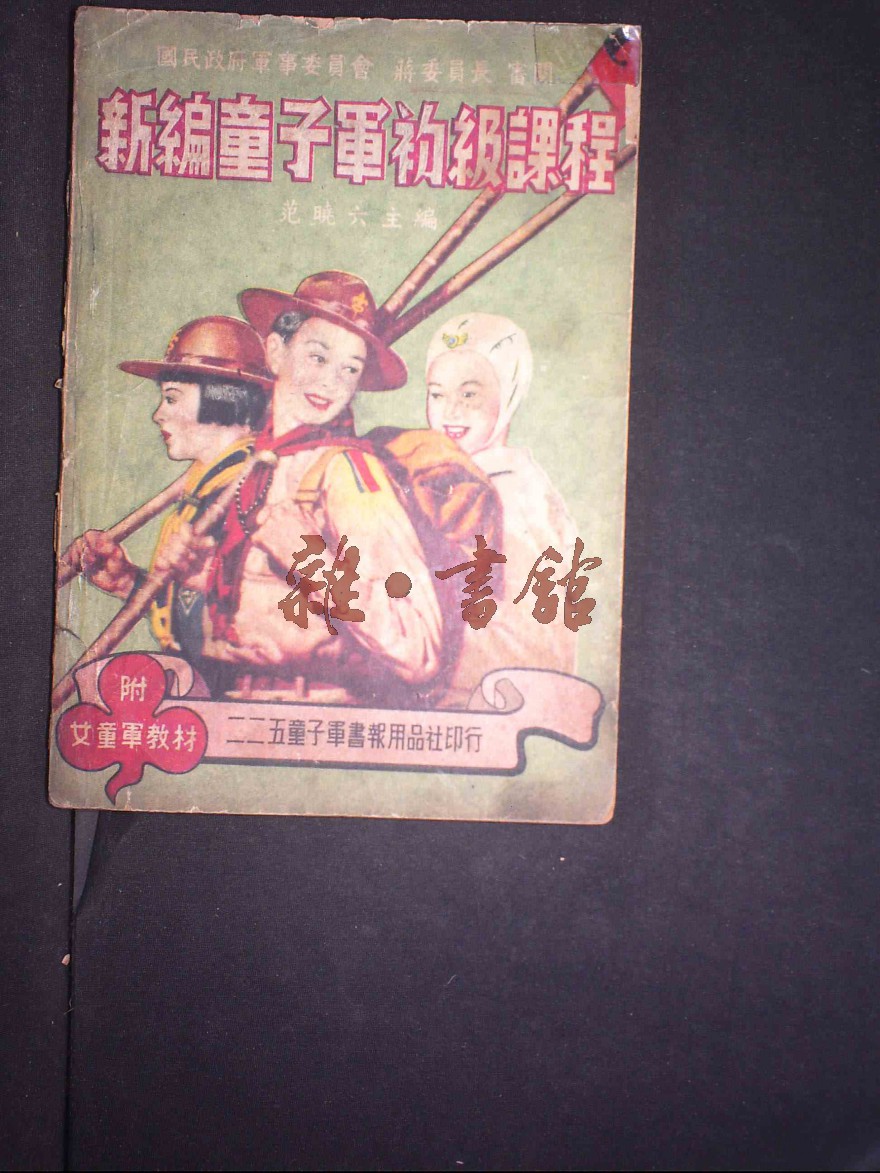 國民政府軍事委員會 蔣委員長 審閱
新編童子軍初級課程
范曉六主編
雜·書館
附
女童軍教材
二二五童子軍書報用品社印行